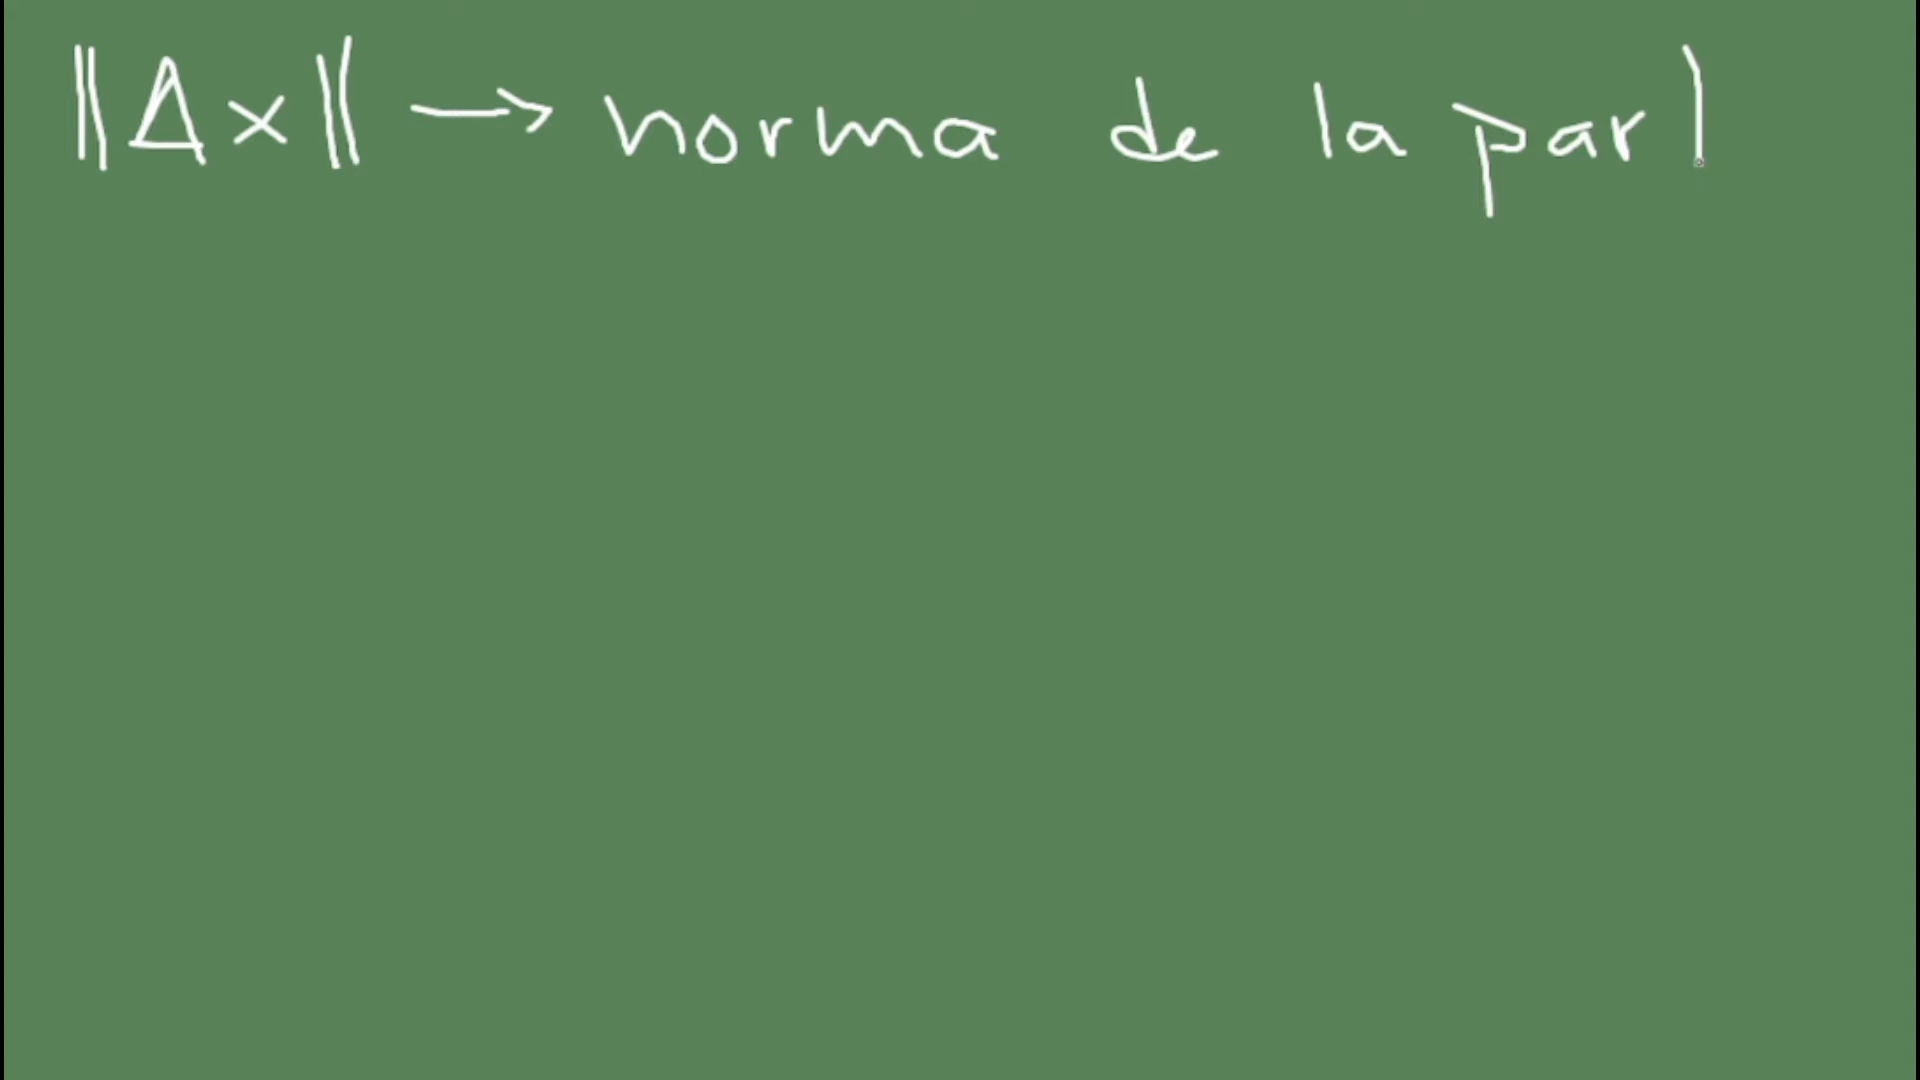 ||Δx|| → norma de la par